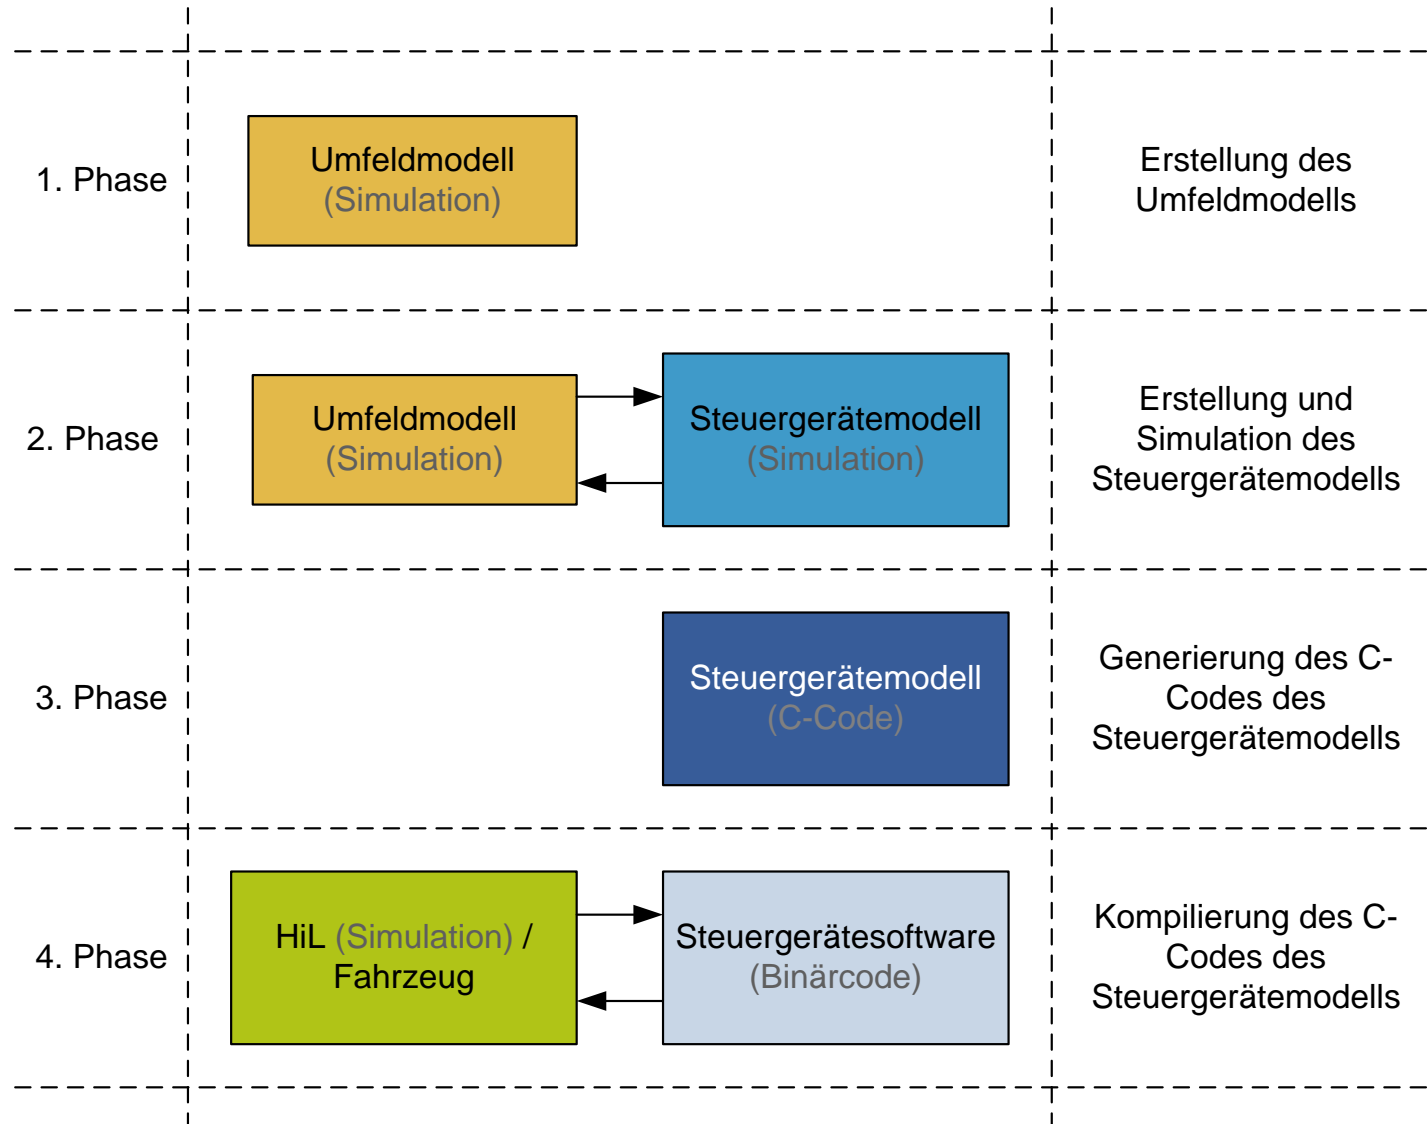 1. Phase
Umfeldmodell
(Simulation)
Erstellung des
Umfeldmodells
2. Phase
Umfeldmodell
(Simulation)
Steuergerätemodell
(Simulation)
Erstellung und
Simulation des
Steuergerätemodells
3. Phase
Steuergerätemodell
(C-Code)
Generierung des C-
Codes des
Steuergerätemodells
4. Phase
HiL (Simulation) /
Fahrzeug
Steuergerätesoftware
(Binärcode)
Kompilierung des C-
Codes des
Steuergerätemodells